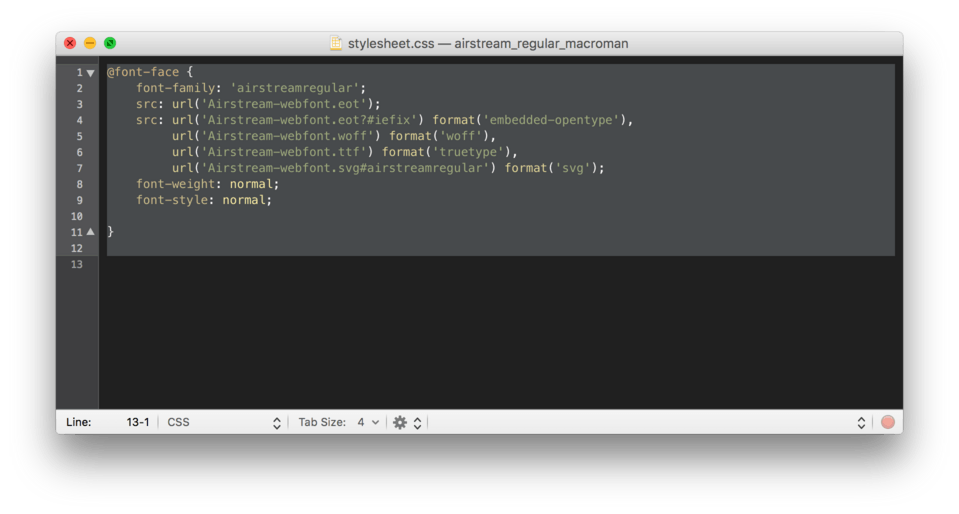 stylesheet.css — airstream_regular_macroman
1 @font-face {
2 font-family: 'airstreamregular';
3 src: url('Airstream-webfont.eot');
4 src: url('Airstream-webfont.eot?#iefix') format('embedded-opentype'),
5 url('Airstream-webfont.woff') format('woff'),
6 url('Airstream-webfont.ttf') format('truetype'),
7 url('Airstream-webfont.svg#airstreamregular') format('svg');
8 font-weight: normal;
9 font-style: normal;
10
11 }
12
13
Line: 13-1 CSS Tab Size: 4